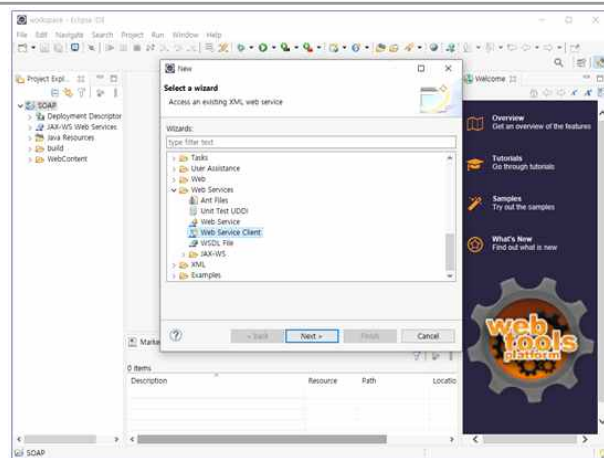 workspace - Eclipse IDE
File Edit Navigate Search Project Run Window Help
Project Expl...
SOAP
Deployment Descriptor
JAX-WS Web Services
Java Resources
build
WebContent
New
Select a wizard
Access an existing XML web service
Wizards:
type filter text
Tasks
User Assistance
Web
Web Services
Ant Files
Unit Test UDDI
Web Service
Web Service Client
WSDL File
JAX-WS
XML
Examples
< Back
Next >
Finish
Cancel
Welcome
Overview
Get an overview of the features
Tutorials
Go through tutorials
Samples
Try out the samples
What's New
Find out what is new
web
tools
platform
Marke
0 items
Description Resource Path Locatio
SOAP